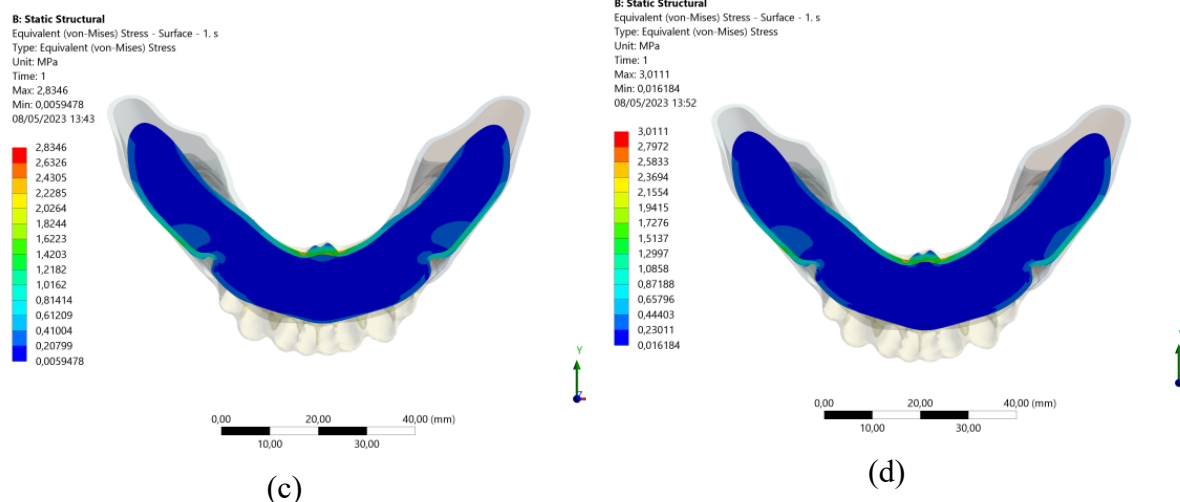 B: Static Structural
Equivalent (von-Mises) Stress - Surface - 1. s
Type: Equivalent (von-Mises) Stress
Unit: MPa
Time: 1
Max: 2,8346
Min: 0,0059478
08/05/2023 13:43
2.8346
2,6326
2,4305
2,2285
2,0264
1,8244
1,6223
1,4203
1,2182
1,0162
0,81414
0,61209
0,41004
0,20799
0,0059478
Y
Z
0,00
20,00
40,00 (mm)
10,00
30,00
(c)
B: Static Structural
Equivalent (von-Mises) Stress - Surface - 1. s
Type: Equivalent (von-Mises) Stress
Unit: MPa
Time: 1
Max: 3,0111
Min: 0,016184
08/05/2023 13:52
3,0111
2,7972
2,5833
2,3694
2,1554
1,9415
1,7276
1,5137
1,2997
1,0858
0,87188
0,65796
0,44403
0,23011
0,016184
0,00
20,00
40,00 (mm)
10,00
30,00
(d)